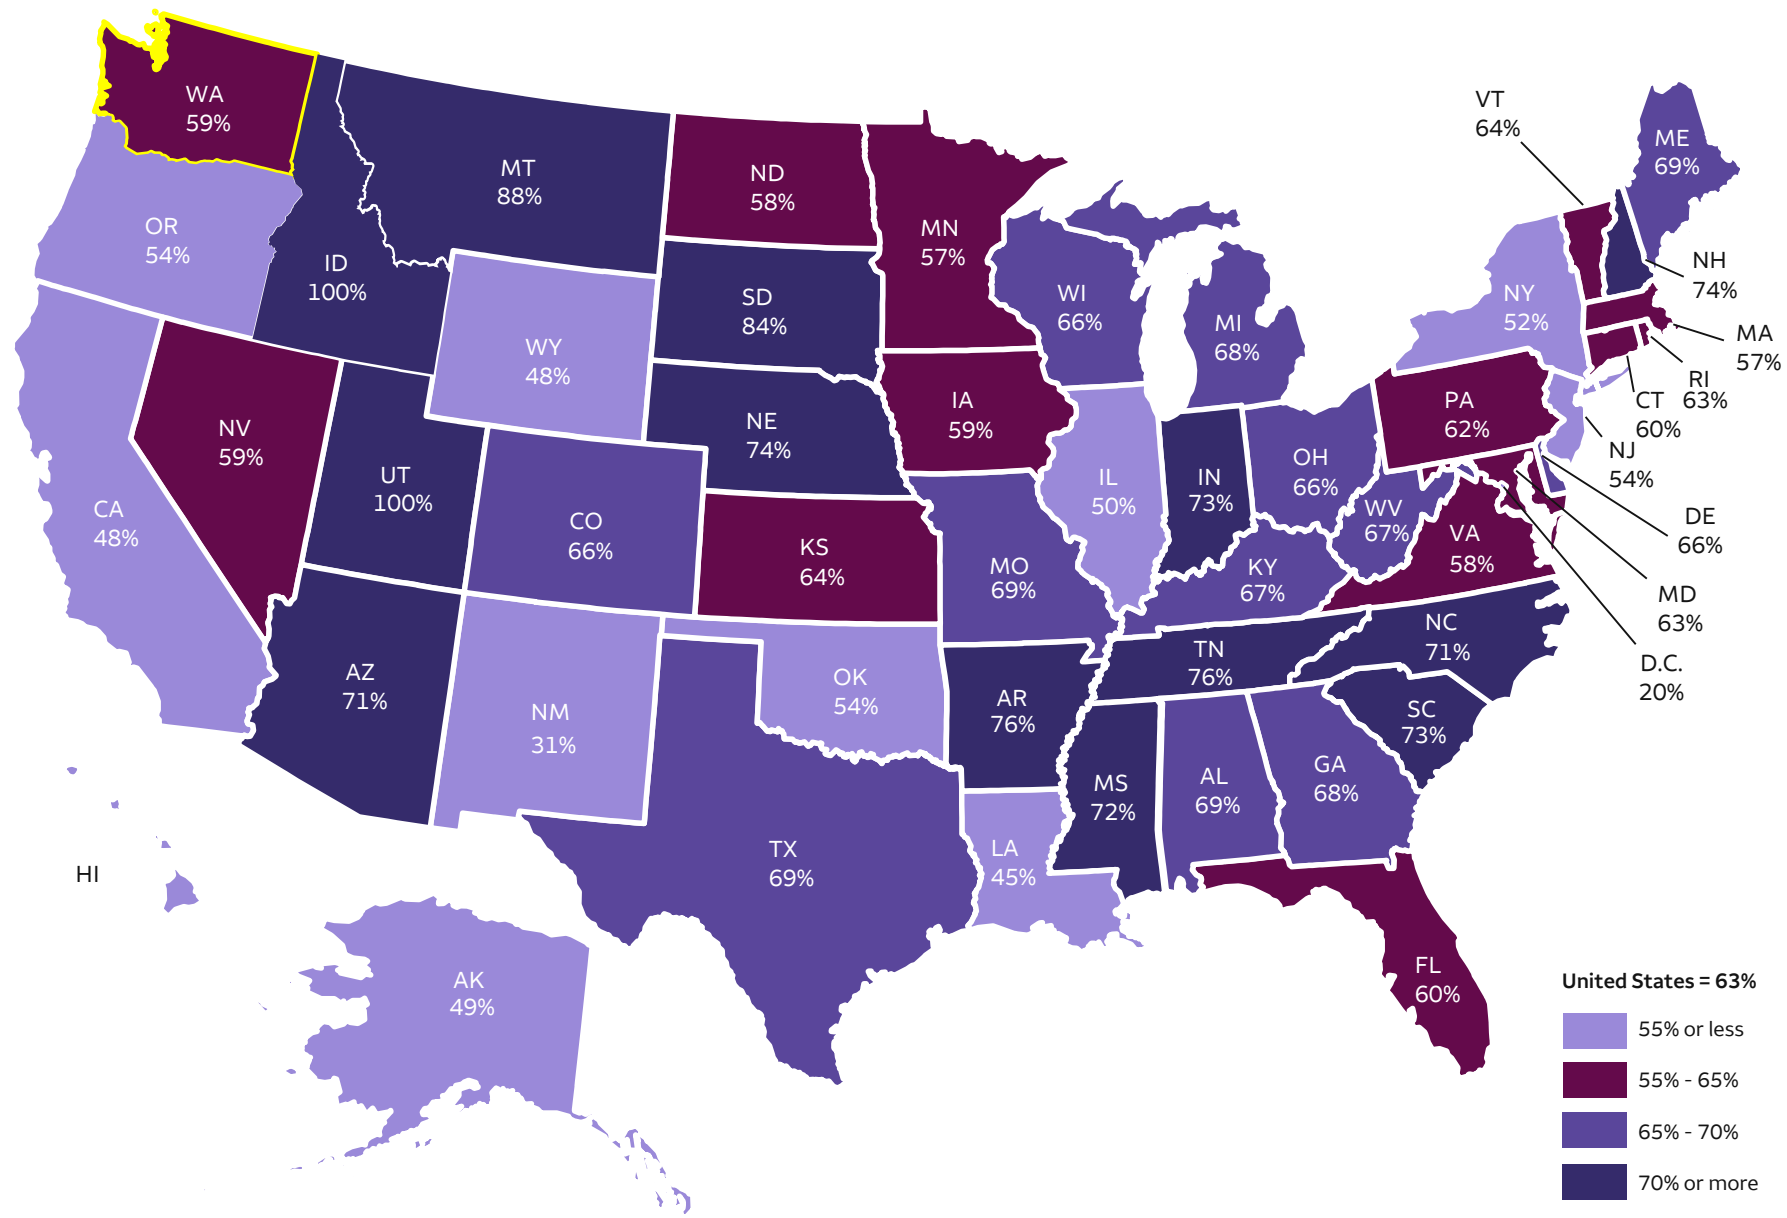 WA
59%
OR
54%
CA
48%
NV
59%
ID
100%
MT
88%
WY
48%
UT
100%
AZ
71%
CO
66%
NM
31%
ND
58%
SD
84%
NE
74%
KS
64%
OK
54%
TX
69%
MN
57%
IA
59%
MO
69%
AR
76%
LA
45%
WI
66%
IL
50%
MI
68%
IN
73%
OH
66%
KY
67%
TN
76%
MS
72%
AL
69%
GA
68%
FL
60%
SC
73%
NC
71%
VA
58%
WV
67%
PA
62%
NY
52%
VT
64%
ME
69%
NH
74%
MA
57%
RI
63%
CT
60%
NJ
54%
DE
66%
MD
63%
D.C.
20%
HI
AK
49%
United States = 63%
55% or less
55% - 65%
65% - 70%
70% or more